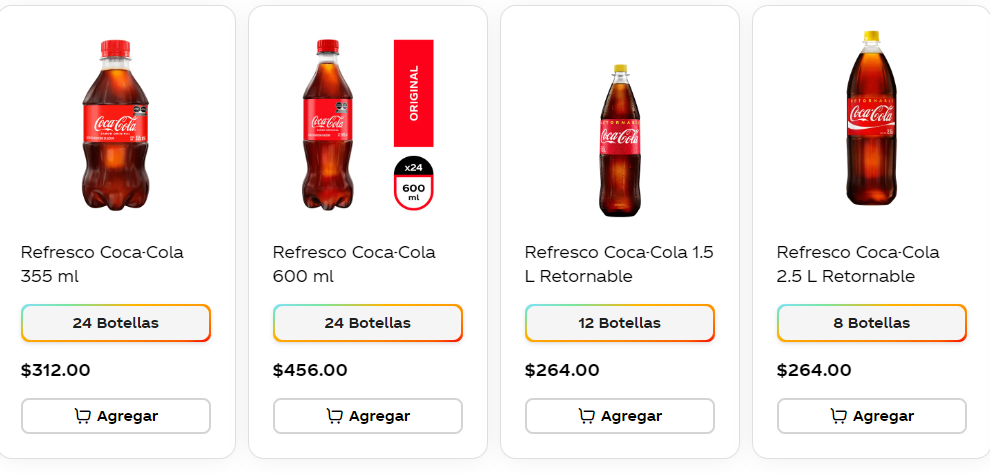 Coca-Cola
Coca-Cola
ORIGINAL
x24
600
ml
RETORNABLE
Coca-Cola
RETORNABLE
Coca-Cola
Refresco Coca-Cola
355 ml
24 Botellas
$312.00
Agregar
Refresco Coca-Cola
600 ml
24 Botellas
$456.00
Agregar
Refresco Coca-Cola 1.5
L Retornable
12 Botellas
$264.00
Agregar
Refresco Coca-Cola
2.5 L Retornable
8 Botellas
$264.00
Agregar